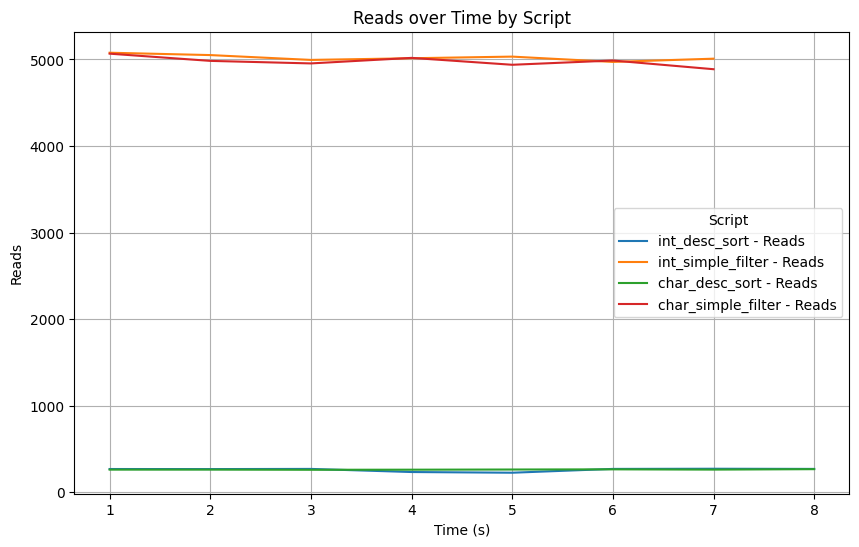 Reads over Time by Script
Reads
5000
4000
3000
2000
1000
0
Script
int_desc_sort - Reads
int_simple_filter - Reads
char_desc_sort - Reads
char_simple_filter - Reads
1 2 3 4 5 6 7 8
Time (s)